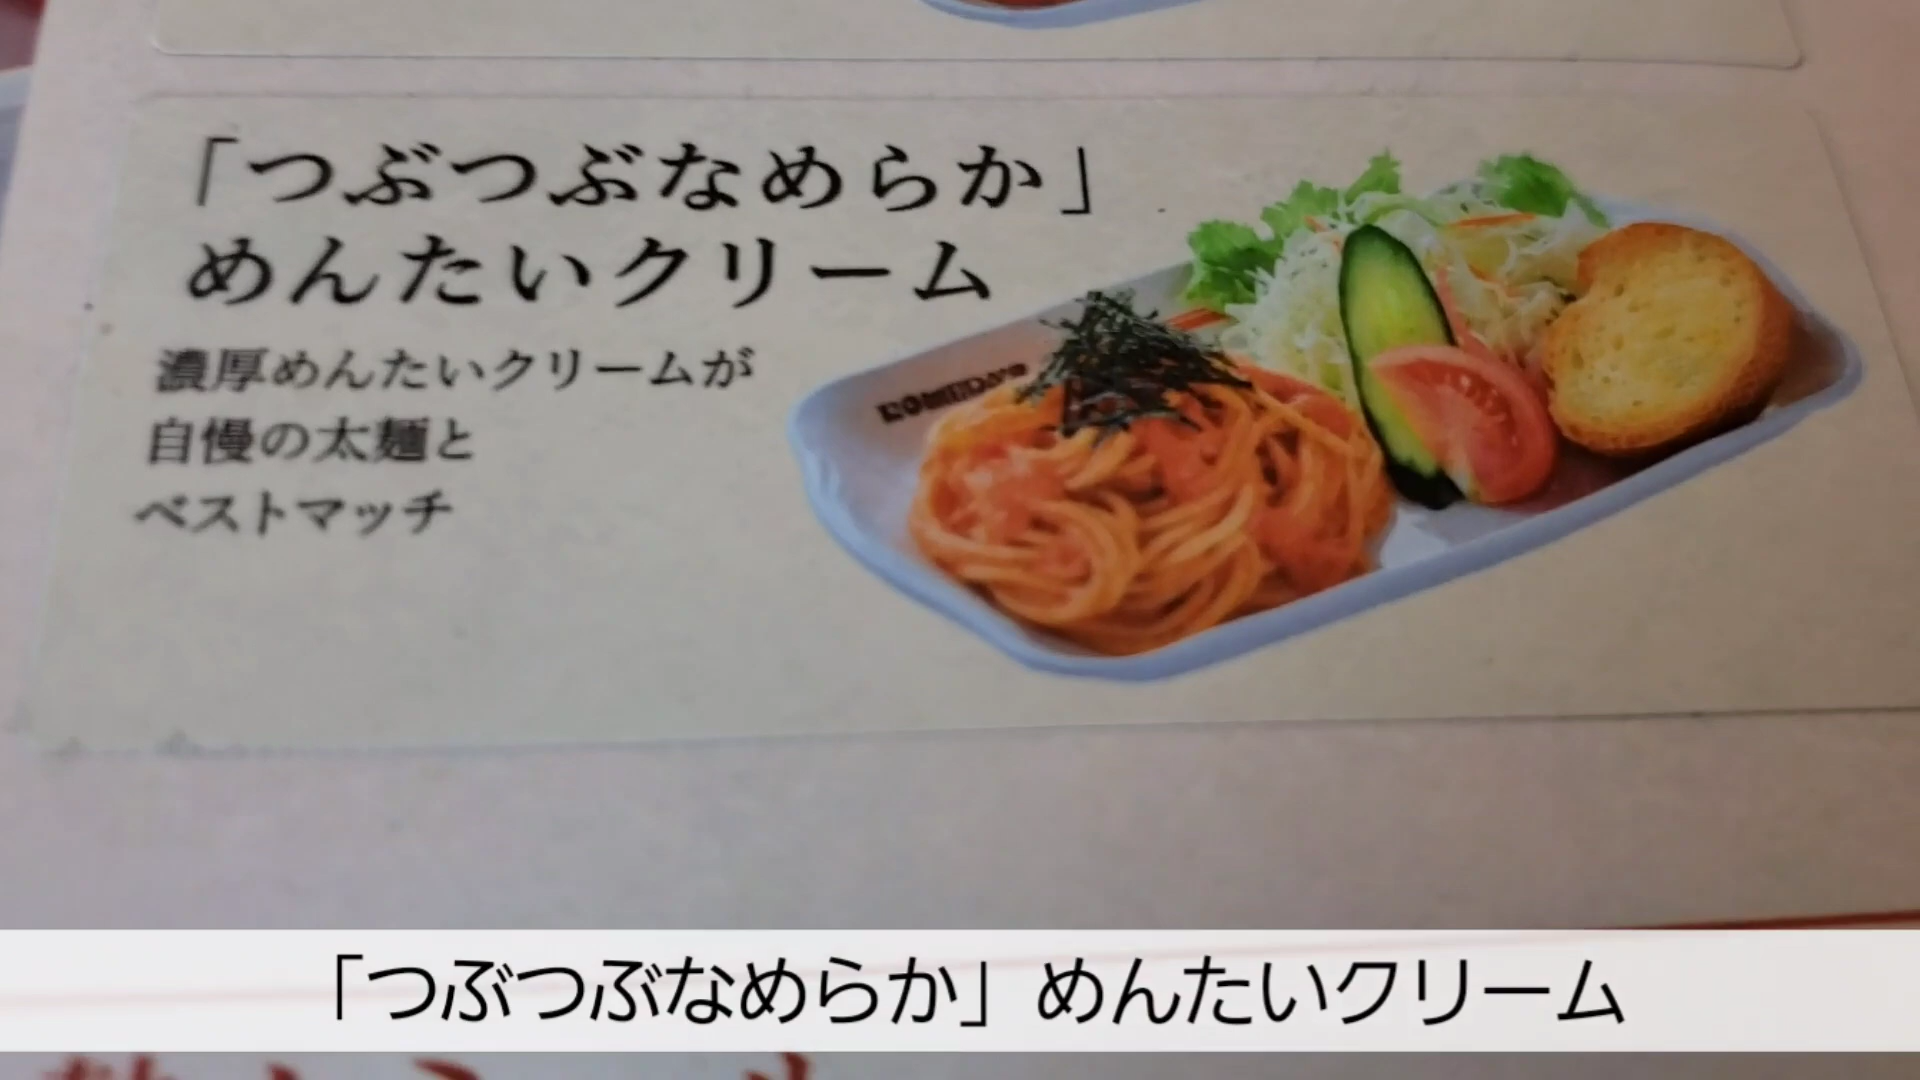 「つぶつぶなめらか」
めんたいクリーム
濃厚めんたいクリームが
自慢の太麺と
ベストマッチ
「つぶつぶなめらか」めんたいクリーム